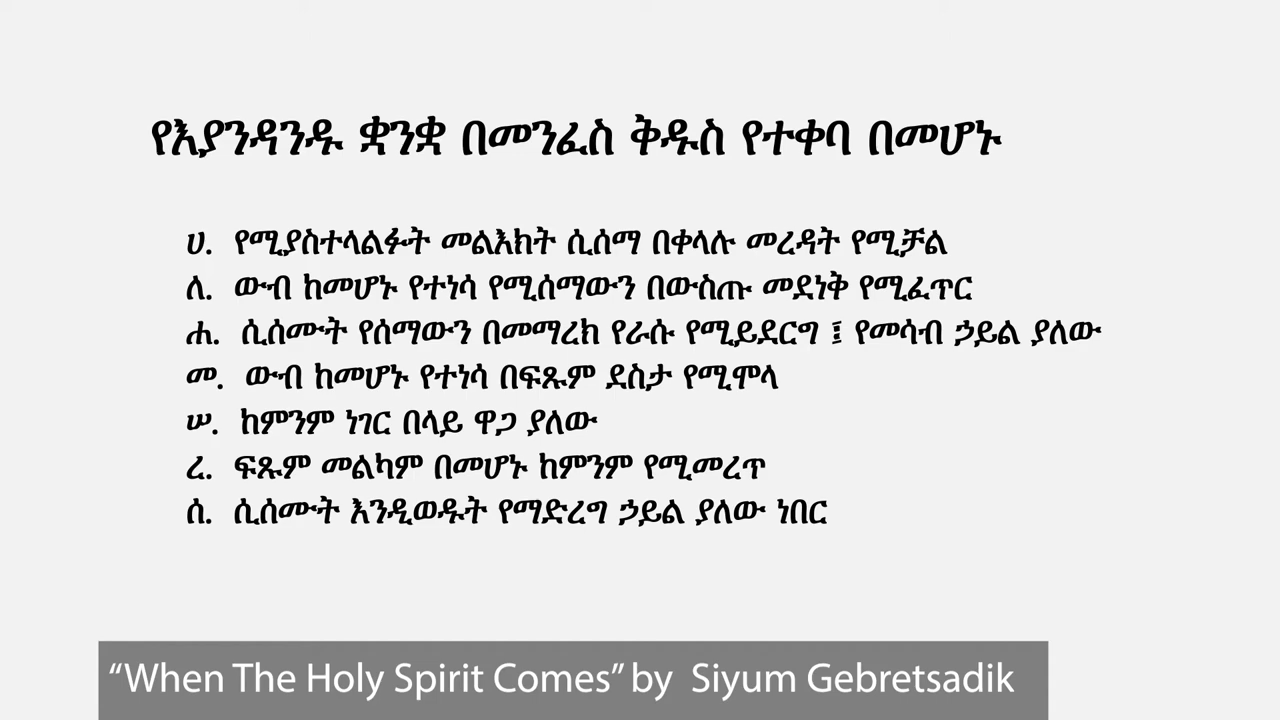 የእያንዳንዱ ቋንቋ በመንፈስ ቅዱስ የተቀባ በመሆኑ
ሀ. የሚያስተላልፉት መልእክት ሲሰማ በቀላሉ መረዳት የሚቻል
ለ. ውብ ከመሆኑ የተነሳ የሚሰማውን በውስጡ መደነቅ የሚፈጥር
ሐ. ሲሰሙት የሰማውን በመማረክ የራሱ የሚይደርግ ፤ የመሳብ ኃይል ያለው
መ. ውብ ከመሆኑ የተነሳ በፍጹም ደስታ የሚሞላ
ሠ. ከምንም ነገር በላይ ዋጋ ያለው
ረ. ፍጹም መልካም በመሆኑ ከምንም የሚመረጥ
ሰ. ሲሰሙት እንዲወዱት የማድረግ ኃይል ያለው ነበር
“When The Holy Spirit Comes” by Siyum Gebretsadik